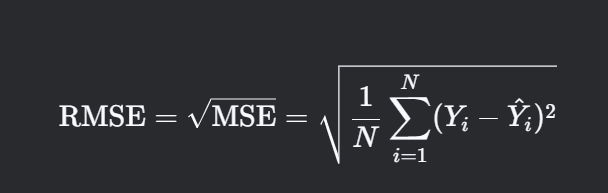 RMSE = √MSE = √(1/N ∑_{i=1}^{N} (Y_i − Ŷ_i)²)